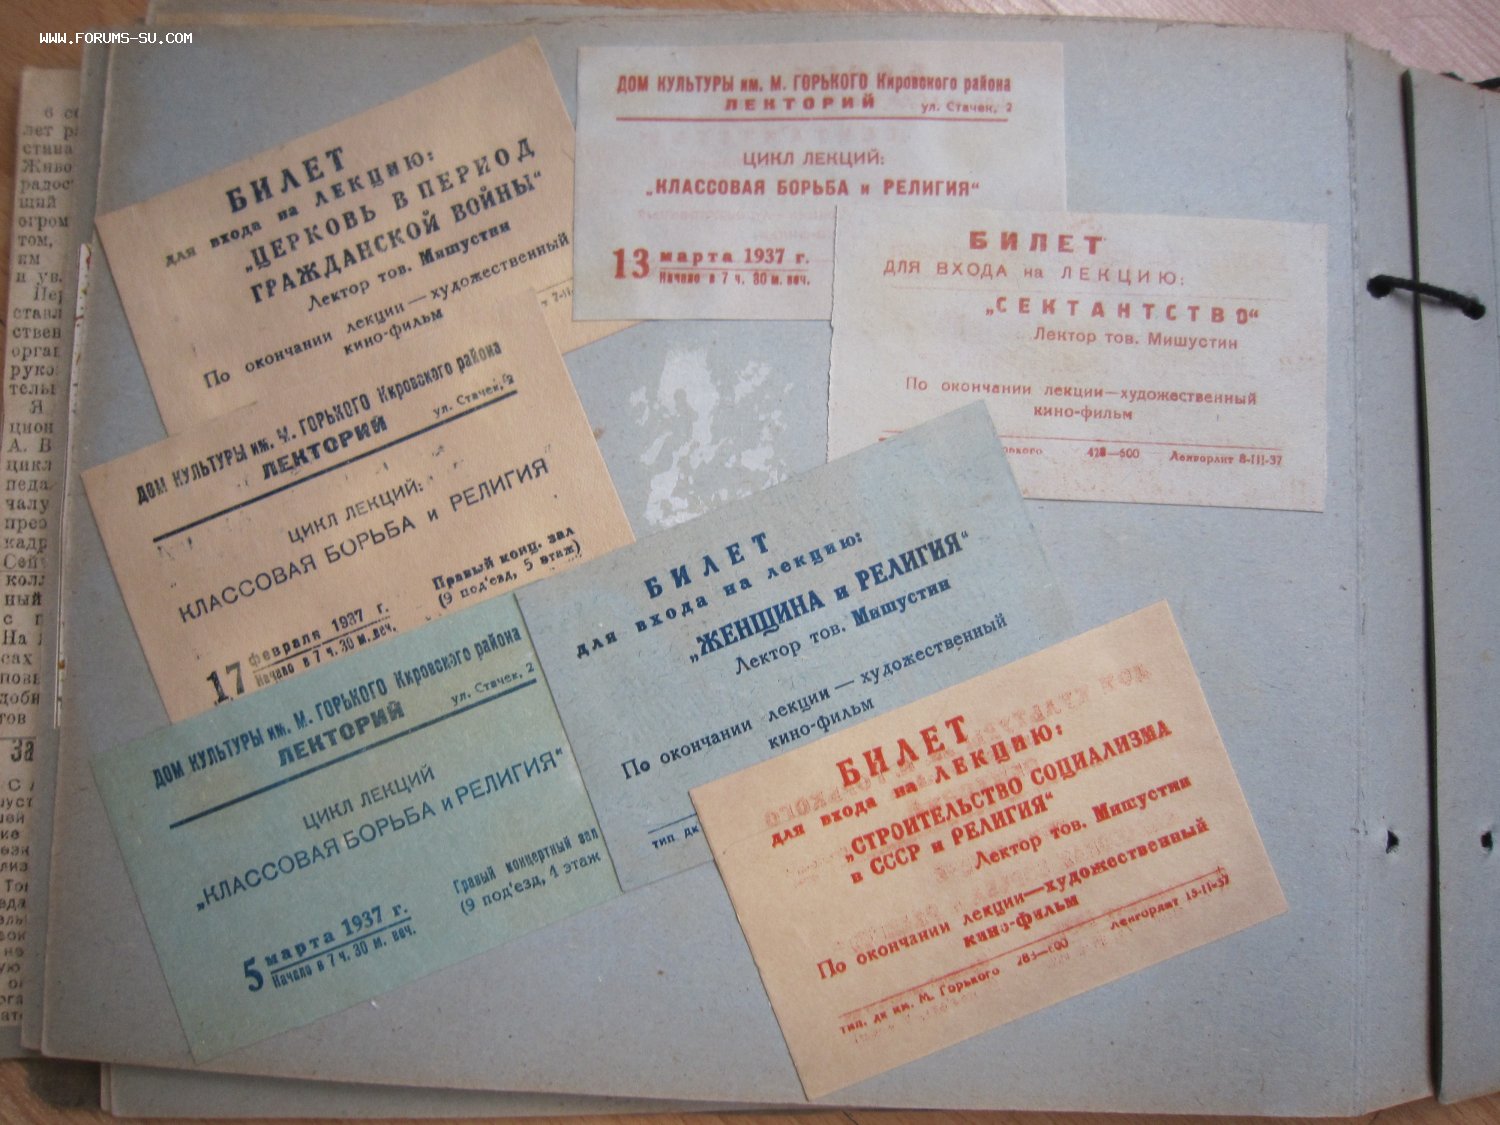 WWW.FORUMS-SU.COM
БИЛЕТ
для входа на ЛЕКЦИЮ:
„ЦЕРКОВЬ В ПЕРИОД
ГРАЖДАНСКОЙ ВОЙНЫ“
Лектор тов. Мишустин
По окончании лекции—художественный
кино-фильм
ДОМ КУЛЬТУРЫ им. М. ГОРЬКОГО Кировского района
ЛЕКТОРИЙ ул. Стачек, 2
ЦИКЛ ЛЕКЦИЙ:
„КЛАССОВАЯ БОРЬБА и РЕЛИГИЯ“
13 марта 1937 г.
Начало в 7 ч. 30 м. веч.
БИЛЕТ
ДЛЯ ВХОДА на ЛЕКЦИЮ:
„СЕКТАНТСТВО“
Лектор тов. Мишустин
По окончании лекции—художественный
кино-фильм
428—600 Ленгорлит 8-III-37
ДОМ КУЛЬТУРЫ им. М. ГОРЬКОГО Кировского района
ЛЕКТОРИЙ ул. Стачек, 2
ЦИКЛ ЛЕКЦИЙ:
КЛАССОВАЯ БОРЬБА и РЕЛИГИЯ
Правый конц. зал
(9 под'езд, 5 этаж)
17 февраля 1937 г.
Начало в 7 ч. 30 м. веч.
ДОМ КУЛЬТУРЫ им. М. ГОРЬКОГО Кировского района
ЛЕКТОРИЙ ул. Стачек, 2
ЦИКЛ ЛЕКЦИЙ
„КЛАССОВАЯ БОРЬБА и РЕЛИГИЯ“
концертный зал
(9 под'езд, 4 этаж
5 марта 1937 г.
Начало в 7 ч. 30 м. веч.
БИЛЕТ
для входа на лекцию:
„ЖЕНЩИНА и РЕЛИГИЯ“
Лектор тов. Мишустин
По окончании лекции — художественный
кино-фильм
тип. дк
БИЛЕТ
для входа на ЛЕКЦИЮ:
„СТРОИТЕЛЬСТВО СОЦИАЛИЗМА
в СССР и РЕЛИГИЯ“
Лектор тов. Мишустин
По окончании лекции—художественный
кино-фильм
тип. дк им. М. Горького Ленгорлит